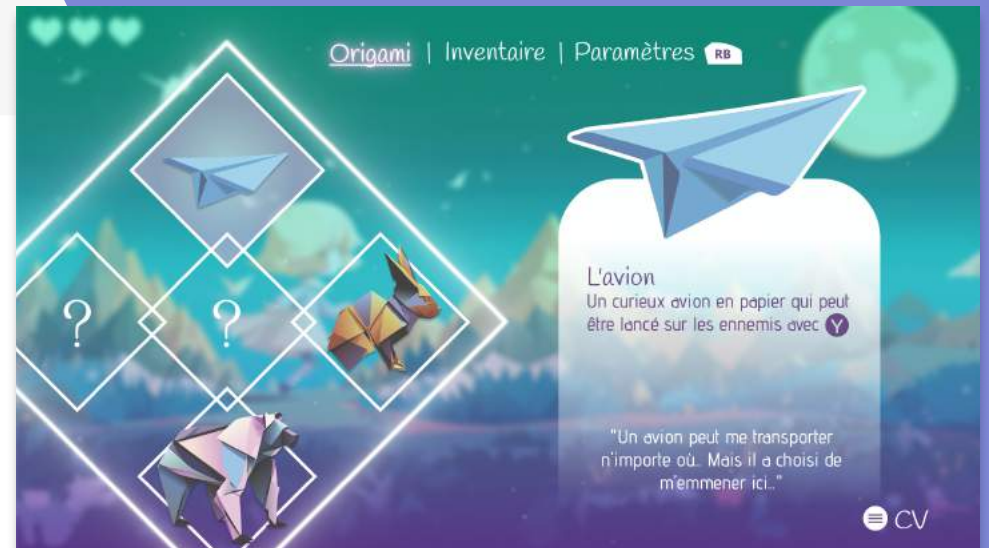 Origami | Inventaire | Paramètres RB
? ?
L'avion
Un curieux avion en papier qui peut
être lancé sur les ennemis avec Y
"Un avion peut me transporter
n'importe où... Mais il a choisi de
m'emmener ici..."
CV